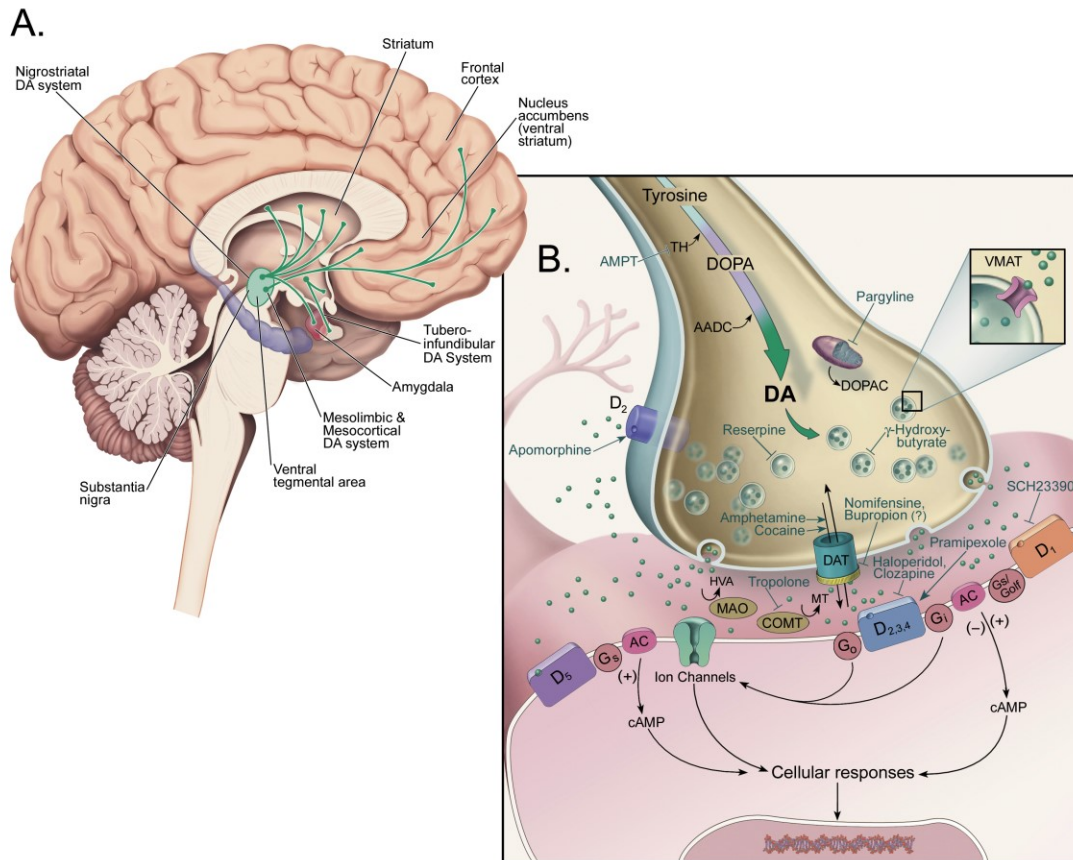 A.
Nigrostriatal
DA system
Striatum
Frontal
cortex
Nucleus
accumbens
(ventral
striatum)
Tubero-
infundibular
DA System
Amygdala
Mesolimbic &
Mesocortical
DA system
Ventral
tegmental area
Substantia
nigra
B.
Tyrosine
TH
AMPT
DOPA
AADC
Pargyline
DOPAC
DA
VMAT
D2
Apomorphine
Reserpine
γ-Hydroxy-
butyrate
SCH23390
Amphetamine
Cocaine
Nomifensine,
Bupropion (?)
Pramipexole
DAT
Haloperidol,
Clozapine
D1
HVA
MAO
Tropolone
COMT
MT
Gs/
Golf
AC
(-) (+)
Gi
D2,3,4
Go
Ion Channels
AC
Gs
(+)
D5
cAMP
cAMP
Cellular responses